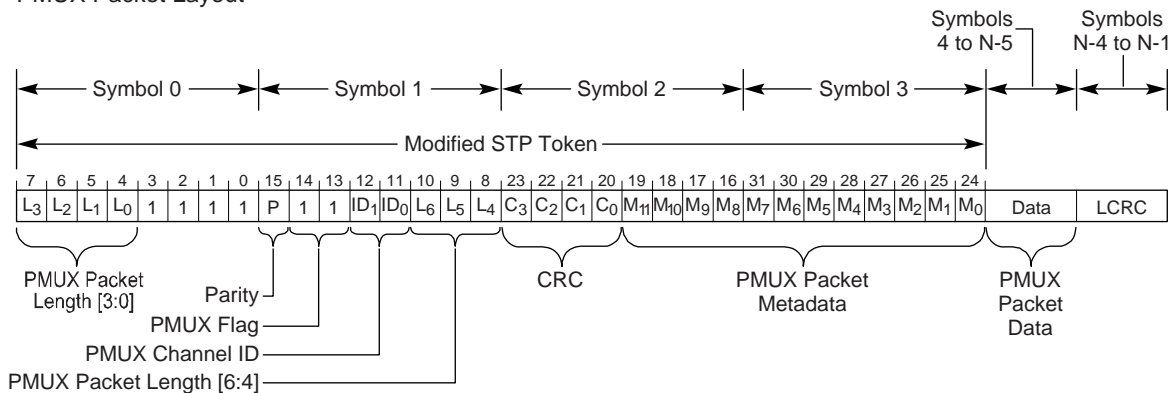 PMUX Packet Layout
Symbols
4 to N-5
Symbols
N-4 to N-1
Symbol 0
Symbol 1
Symbol 2
Symbol 3
Modified STP Token
7 6 5 4 3 2 1 0 15 14 13 12 11 10 9 8 23 22 21 20 19 18 17 16 31 30 29 28 27 26 25 24
L3 L2 L1 L0 1 1 1 1 P 1 1 ID1 ID0 L6 L5 L4 C3 C2 C1 C0 M11 M10 M9 M8 M7 M6 M5 M4 M3 M2 M1 M0 Data LCRC
PMUX Packet
Length [3:0]
Parity
PMUX Flag
PMUX Channel ID
PMUX Packet Length [6:4]
CRC
PMUX Packet
Metadata
PMUX
Packet
Data